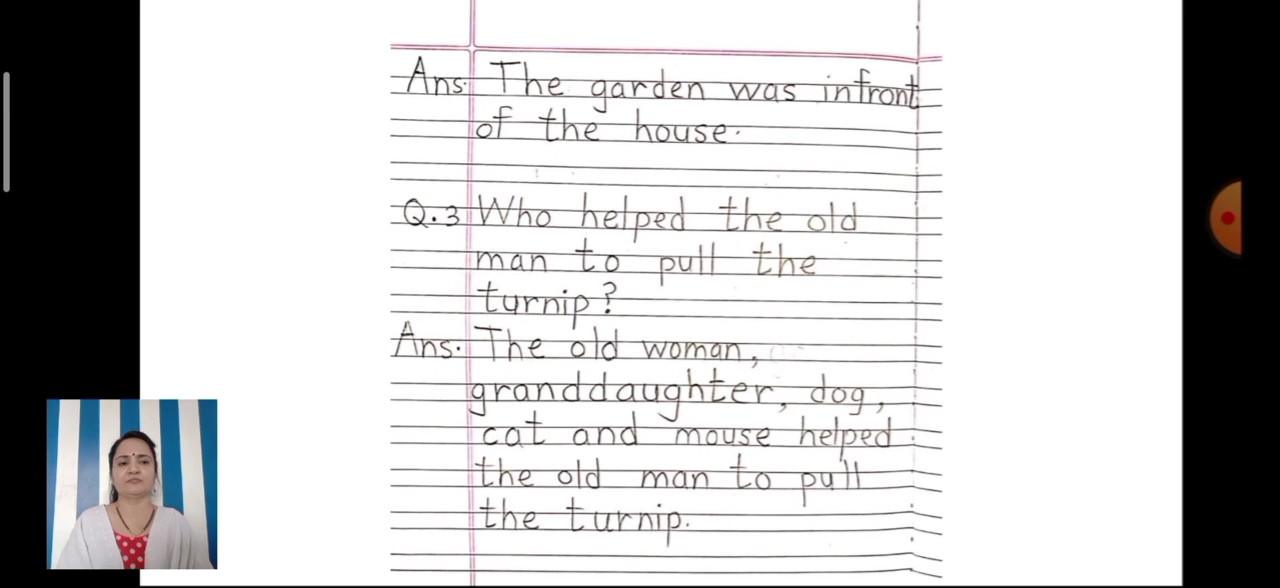 Ans. The garden was infront
of the house.
Q.3 Who helped the old
man to pull the
turnip?
Ans. The old woman,
granddaughter, dog,
cat and mouse helped
the old man to pull
the turnip.